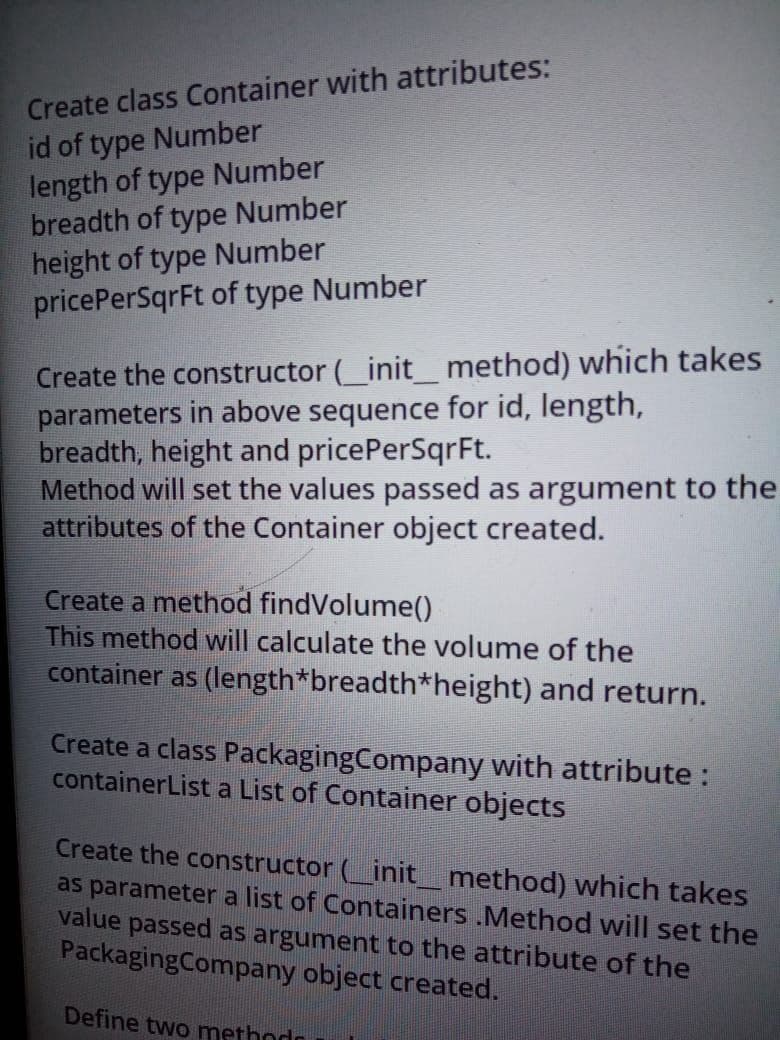 Create class Container with attributes:
id of type Number
length of type Number
breadth of type Number
height of type Number
pricePerSqrFt of type Number
Create the constructor (__init__ method) which takes
parameters in above sequence for id, length,
breadth, height and pricePerSqrFt.
Method will set the values passed as argument to the
attributes of the Container object created.
Create a method findVolume()
This method will calculate the volume of the
container as (length*breadth*height) and return.
Create a class PackagingCompany with attribute :
containerList a List of Container objects
Create the constructor (__init__ method) which takes
as parameter a list of Containers .Method will set the
value passed as argument to the attribute of the
PackagingCompany object created.
Define two methods